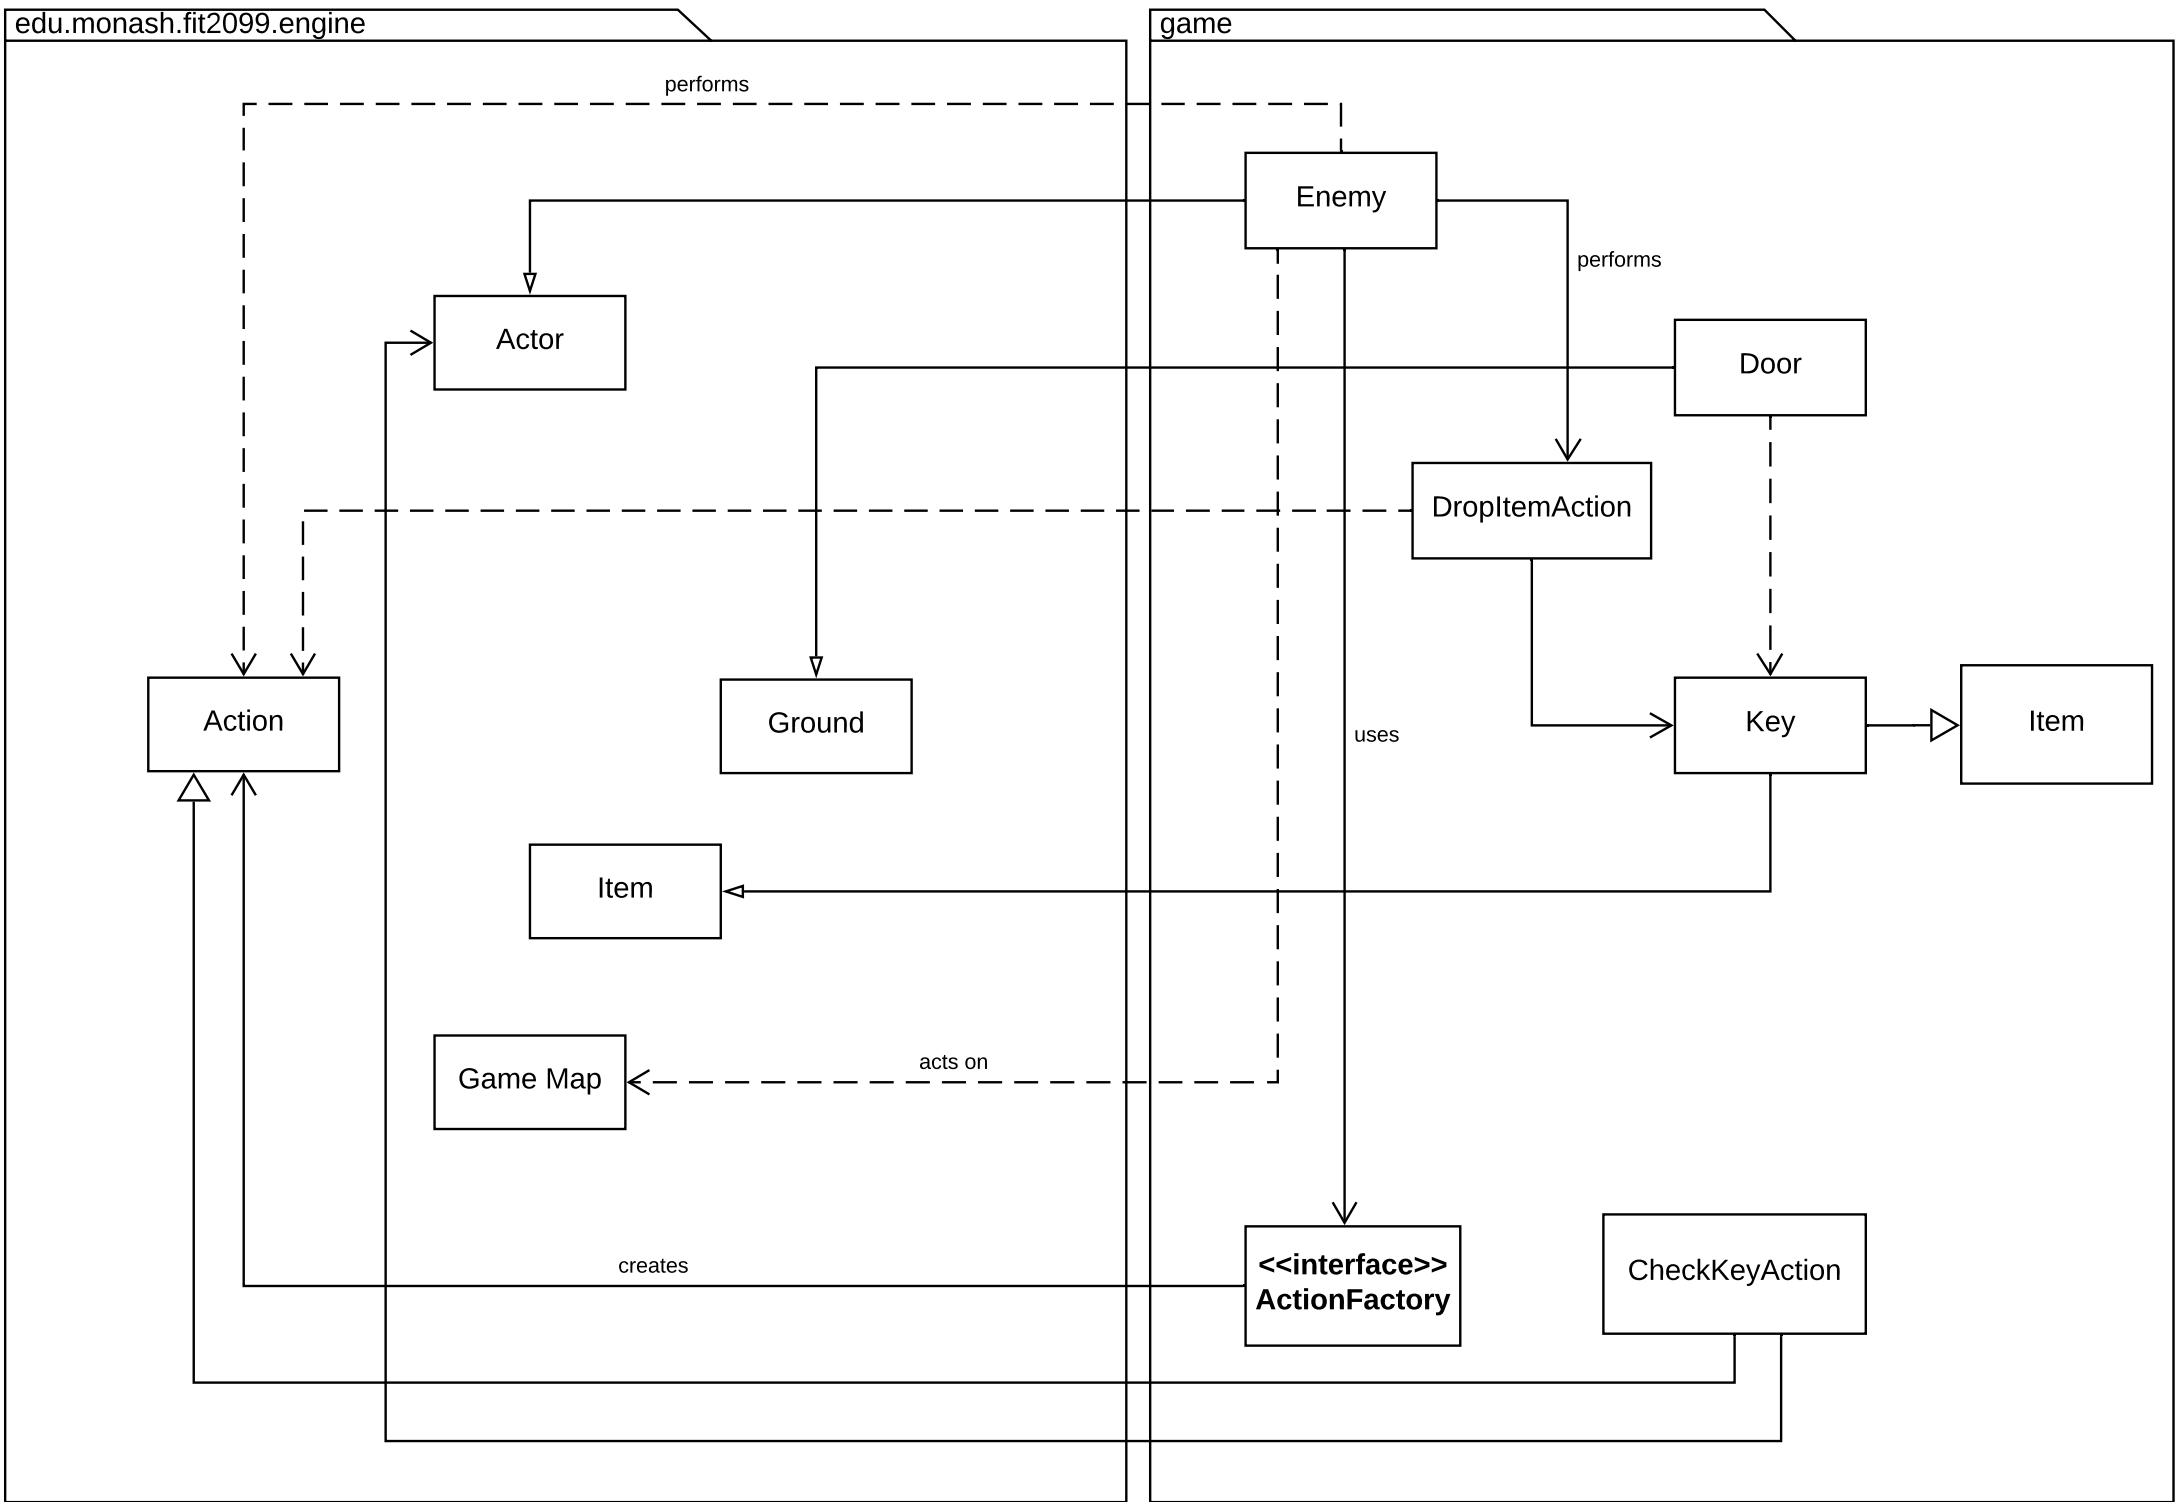 edu.monash.fit2099.engine
game
performs
Enemy
performs
Actor
Door
DropItemAction
Action
Ground
uses
Key
Item
Item
acts on
Game Map
creates
<<interface>>
ActionFactory
CheckKeyAction